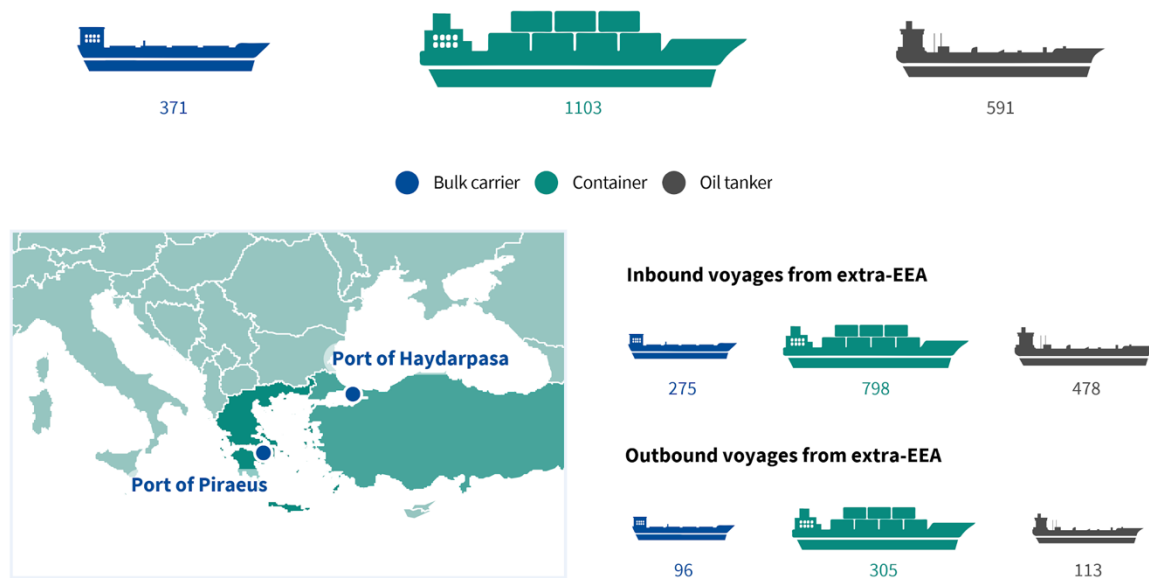 371
1103
591
Bulk carrier
Container
Oil tanker
Port of Haydarpasa
Port of Piraeus
Inbound voyages from extra-EEA
275
798
478
Outbound voyages from extra-EEA
96
305
113